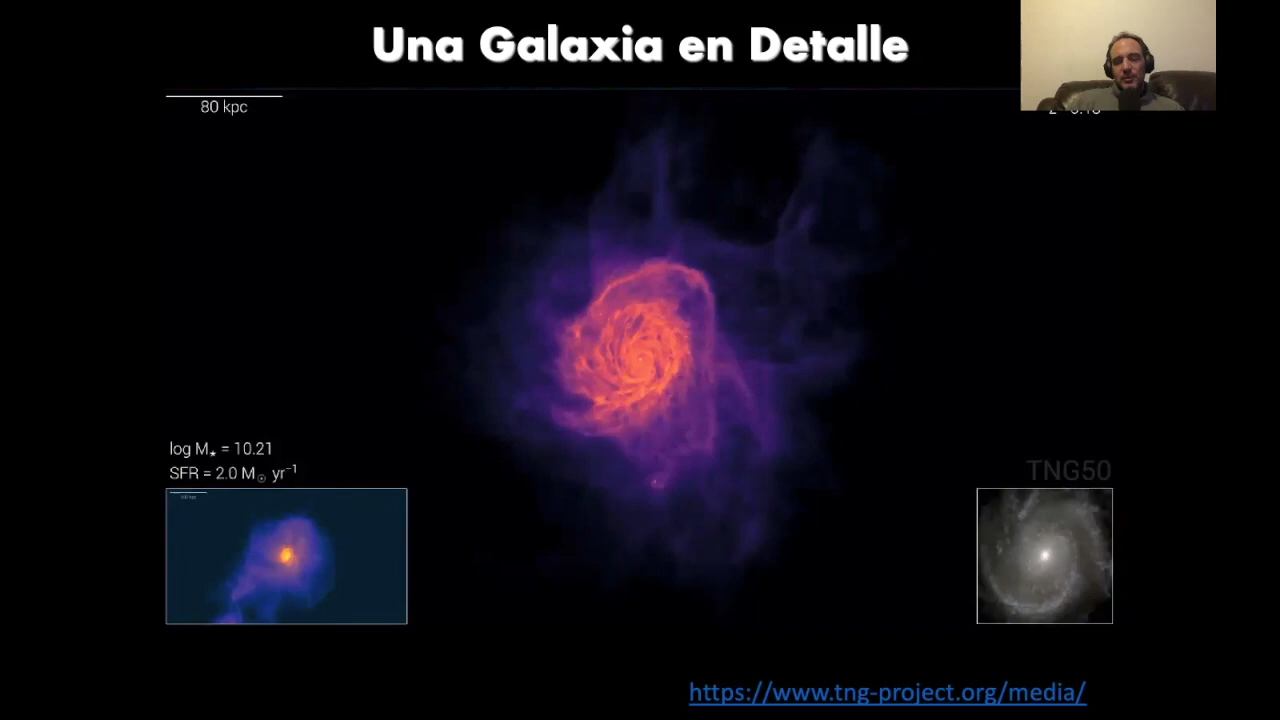 Una Galaxia en Detalle
80 kpc
log M⋆ = 10.21
SFR = 2.0 M☉ yr⁻¹
TNG50
https://www.tng-project.org/media/